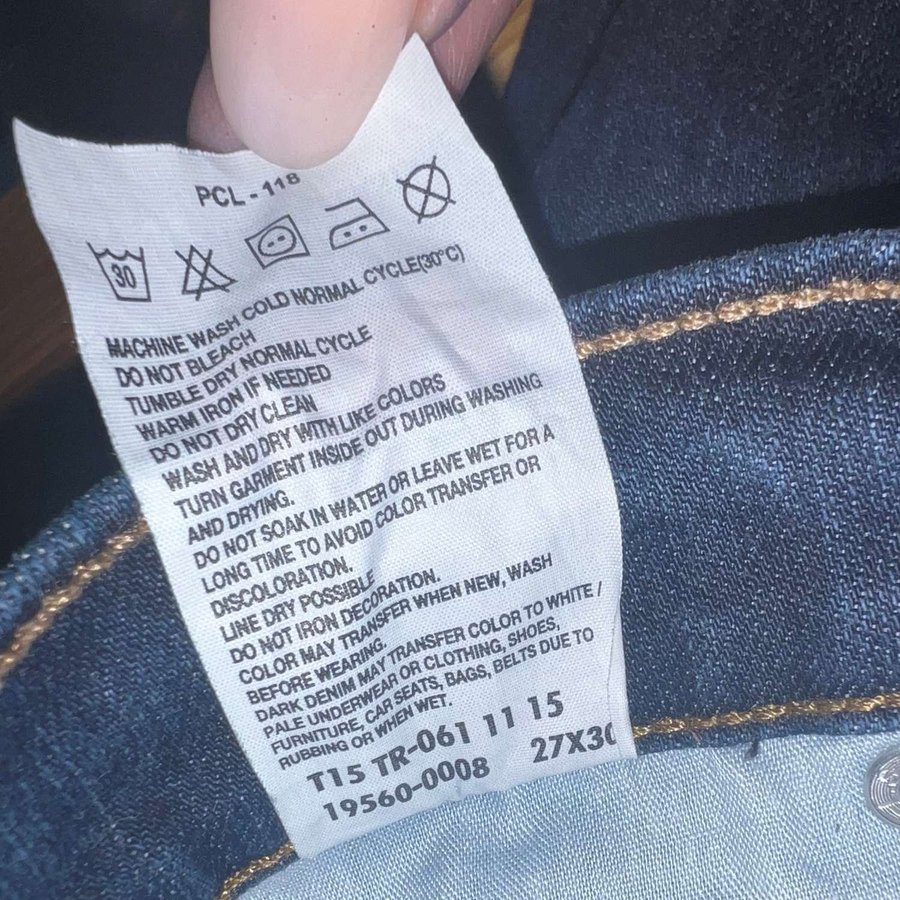 PCL - 118
30
MACHINE WASH COLD NORMAL CYCLE(30°C)
DO NOT BLEACH
TUMBLE DRY NORMAL CYCLE
WARM IRON IF NEEDED
DO NOT DRY CLEAN
WASH AND DRY WITH LIKE COLORS
TURN GARMENT INSIDE OUT DURING WASHING
AND DRYING.
DO NOT SOAK IN WATER OR LEAVE WET FOR A
LONG TIME TO AVOID COLOR TRANSFER OR
DISCOLORATION.
LINE DRY POSSIBLE
DO NOT IRON DECORATION.
COLOR MAY TRANSFER WHEN NEW, WASH
BEFORE WEARING.
DARK DENIM MAY TRANSFER COLOR TO WHITE /
PALE UNDERWEAR OR CLOTHING, SHOES,
FURNITURE, CAR SEATS, BAGS, BELTS DUE TO
RUBBING OR WHEN WET.
T15 TR-061 11 15
19560-0008 27X30